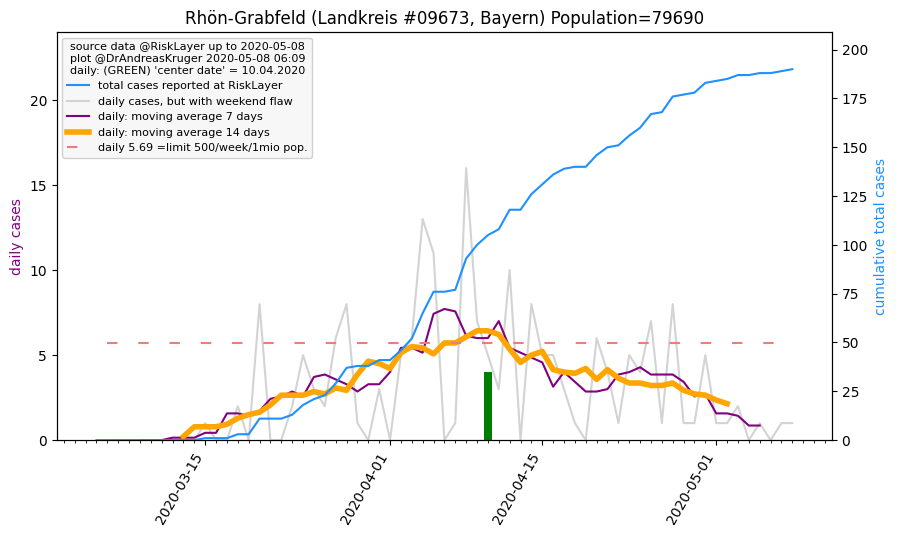 Rhön-Grabfeld (Landkreis #09673, Bayern) Population=79690
source data @RiskLayer up to 2020-05-08
plot @DrAndreasKruger 2020-05-08 06:09
daily: (GREEN) 'center date' = 10.04.2020
total cases reported at RiskLayer
daily cases, but with weekend flaw
daily: moving average 7 days
daily: moving average 14 days
daily 5.69 =limit 500/week/1mio pop.
daily cases
20
15
10
5
0
200
175
150
125
100
75
50
25
0
cumulative total cases
2020-03-15
2020-04-01
2020-04-15
2020-05-01